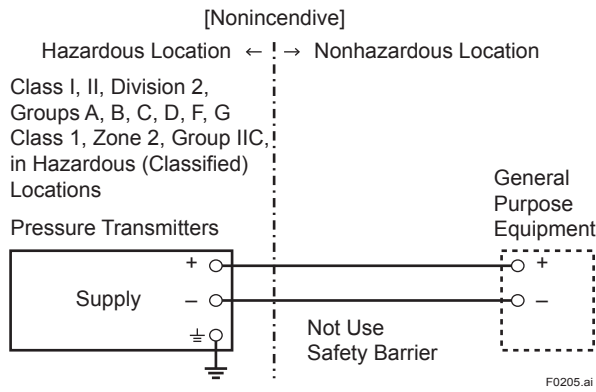 [Nonincendive]
Hazardous Location ← → Nonhazardous Location
Class I, II, Division 2,
Groups A, B, C, D, F, G
Class 1, Zone 2, Group IIC,
in Hazardous (Classified)
Locations
General
Purpose
Equipment
Pressure Transmitters
+ +
Supply – –
Not Use
Safety Barrier
F0205.ai